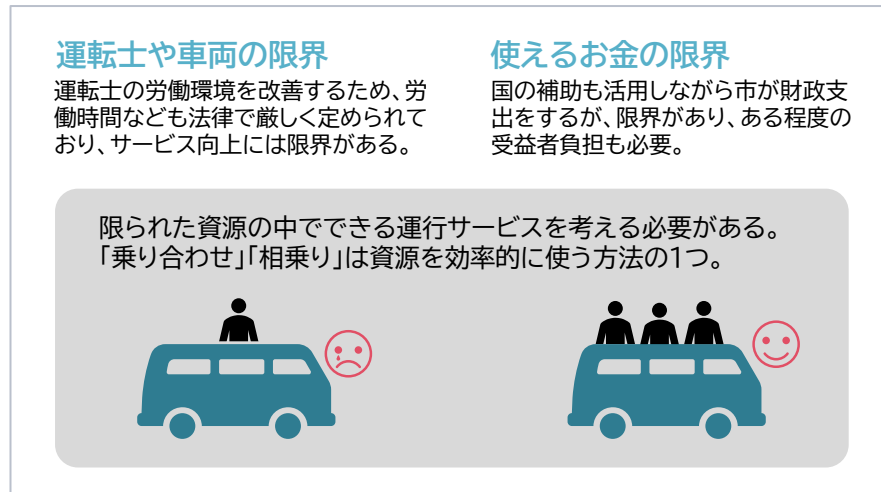 運転士や車両の限界
運転士の労働環境を改善するため、労
働時間なども法律で厳しく定められて
おり、サービス向上には限界がある。
使えるお金の限界
国の補助も活用しながら市が財政支
出をするが、限界があり、ある程度の
受益者負担も必要。
限られた資源の中でできる運行サービスを考える必要がある。
「乗り合わせ」「相乗り」は資源を効率的に使う方法の1つ。